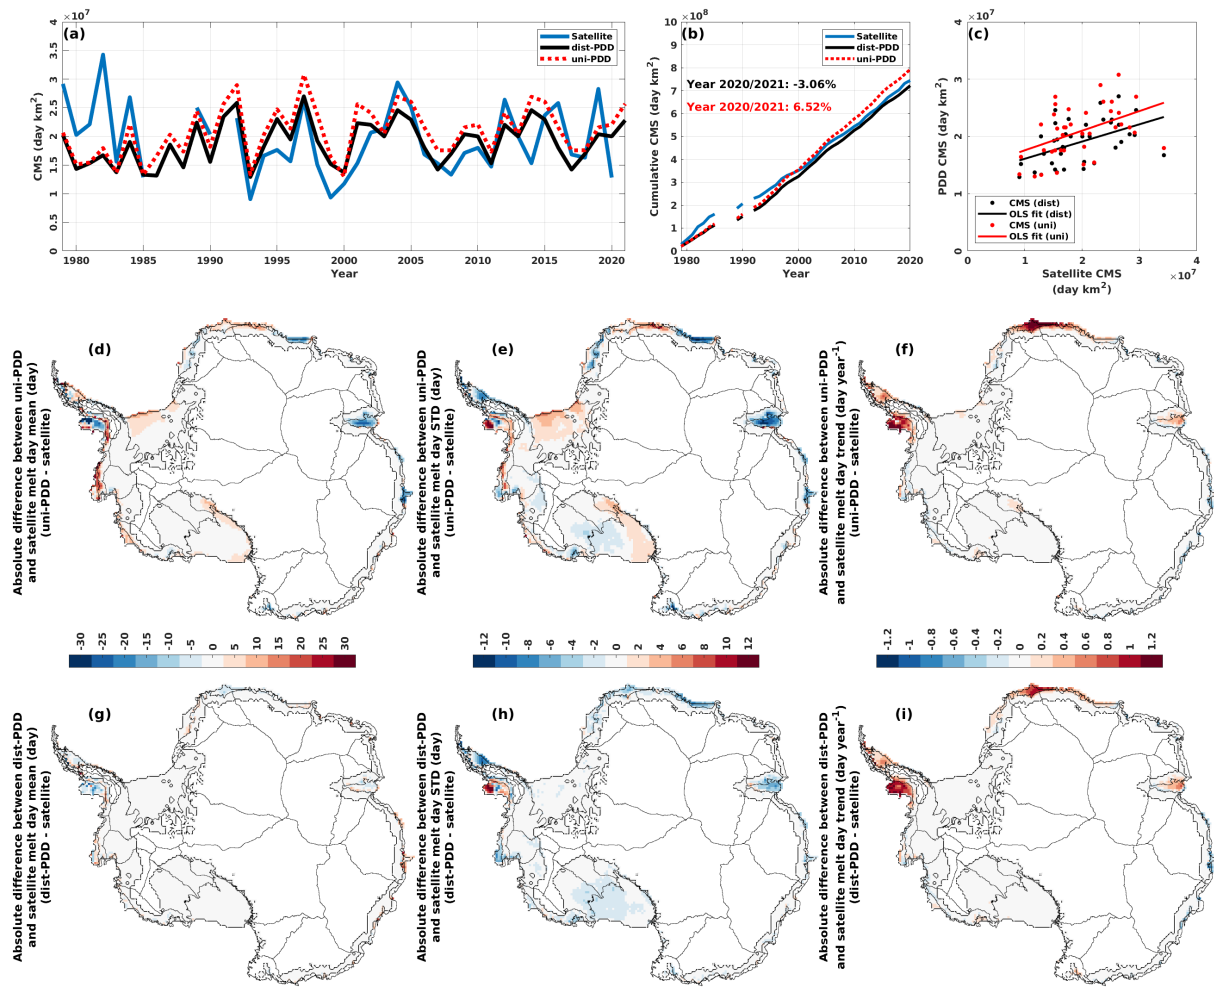 ×10⁷
(a)
Satellite
dist-PDD
uni-PDD
CMS (day km²)
4
3.5
3
2.5
2
1.5
1
0.5
0
1980 1985 1990 1995 2000 2005 2010 2015 2020
Year
×10⁸
(b)
Satellite
dist-PDD
uni-PDD
Year 2020/2021: -3.06%
Year 2020/2021: 6.52%
Cumulative CMS (day km²)
10
9
8
7
6
5
4
3
2
1
0
1980 1990 2000 2010 2020
Year
×10⁷
(c)
PDD CMS (day km²)
4
3
2
1
0
CMS (dist)
OLS fit (dist)
CMS (uni)
OLS fit (uni)
0 1 2 3 4
Satellite CMS
(day km²)
×10⁷
(d)
Absolute difference between uni-PDD
and satellite melt day mean (day)
(uni-PDD - satellite)
(e)
Absolute difference between uni-PDD
and satellite melt day STD (day)
(uni-PDD - satellite)
(f)
Absolute difference between uni-PDD
and satellite melt day trend (day year⁻¹)
(uni-PDD - satellite)
-30 -25 -20 -15 -10 -5 0 5 10 15 20 25 30
-12 -10 -8 -6 -4 -2 0 2 4 6 8 10 12
-1.2 -1 -0.8 -0.6 -0.4 -0.2 0 0.2 0.4 0.6 0.8 1 1.2
(g)
Absolute difference between dist-PDD
and satellite melt day mean (day)
(dist-PDD - satellite)
(h)
Absolute difference between dist-PDD
and satellite melt day STD (day)
(dist-PDD - satellite)
(i)
Absolute difference between dist-PDD
and satellite melt day trend (day year⁻¹)
(dist-PDD - satellite)